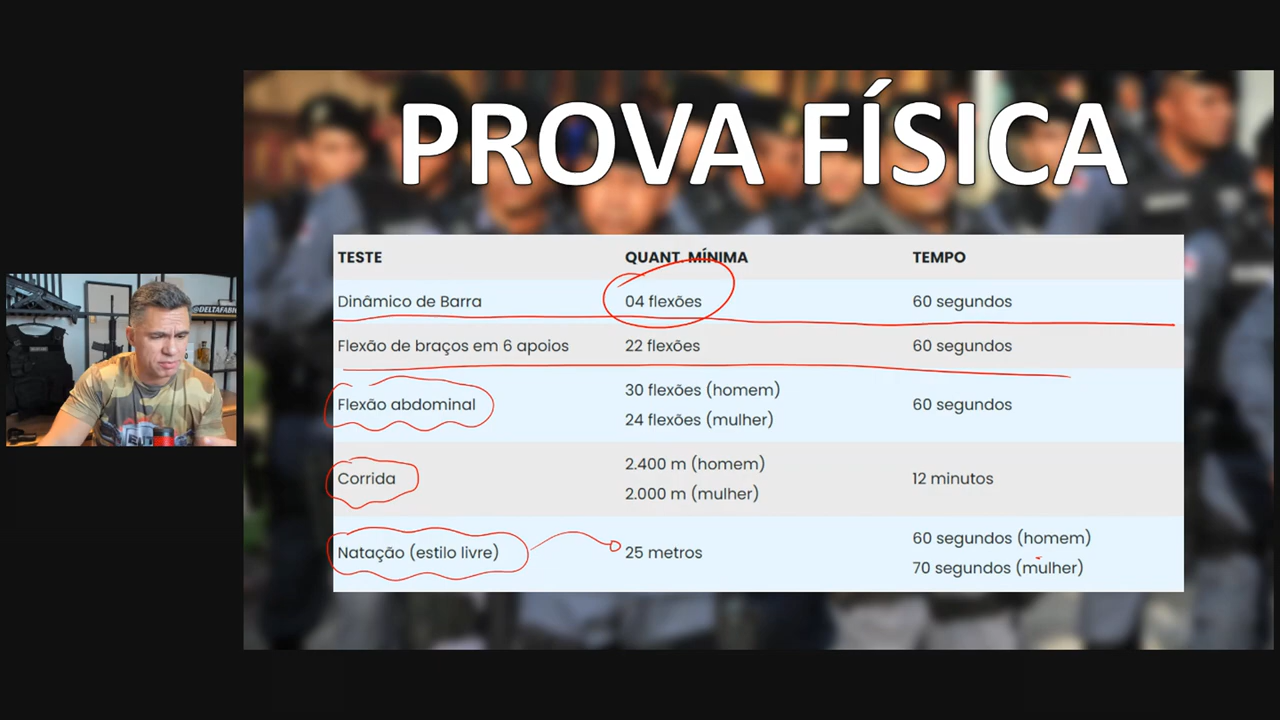 PROVA FÍSICA
TESTE QUANT. MÍNIMA TEMPO
Dinâmico de Barra 04 flexões 60 segundos
Flexão de braços em 6 apoios 22 flexões 60 segundos
Flexão abdominal 30 flexões (homem) 24 flexões (mulher) 60 segundos
Corrida 2.400 m (homem) 2.000 m (mulher) 12 minutos
Natação (estilo livre) 25 metros 60 segundos (homem) 70 segundos (mulher)